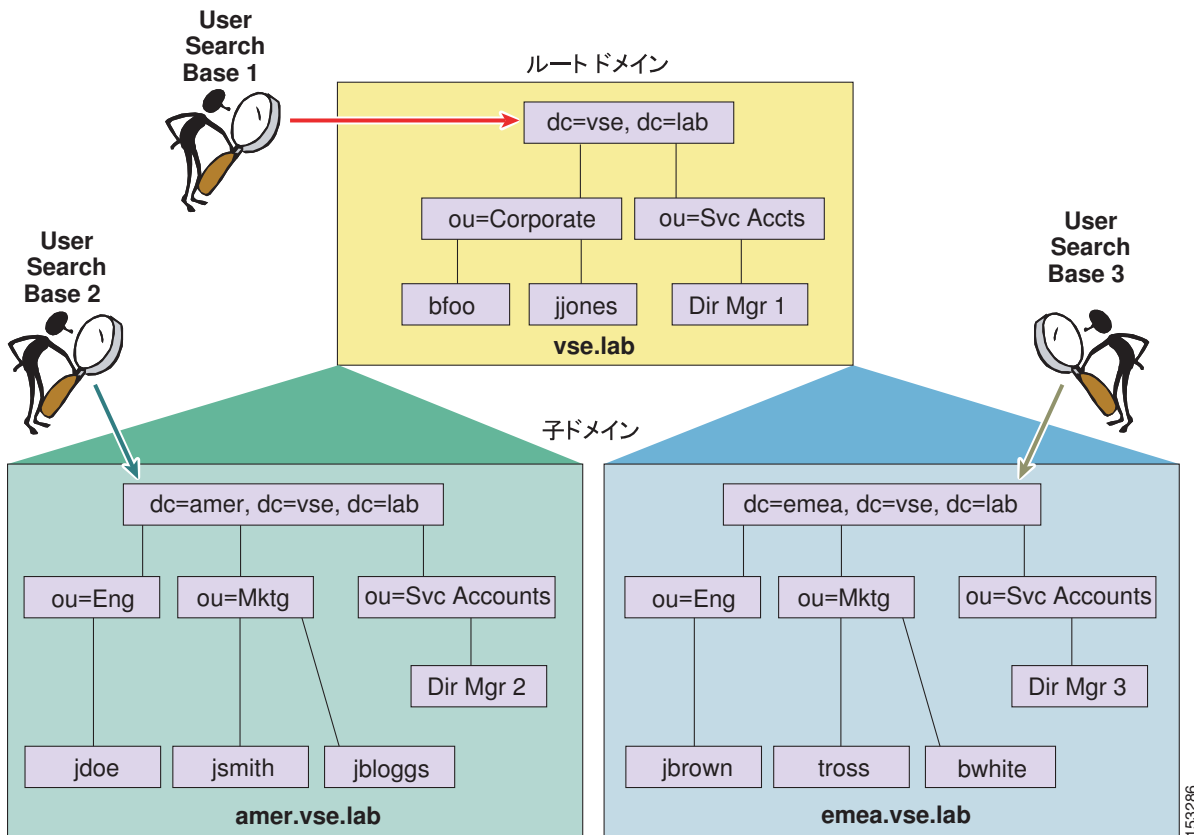 User
Search
Base 1
ルートドメイン
dc=vse, dc=lab
ou=Corporate
ou=Svc Accts
bfoo
jjones
Dir Mgr 1
vse.lab
User
Search
Base 2
User
Search
Base 3
子ドメイン
dc=amer, dc=vse, dc=lab
ou=Eng
ou=Mktg
ou=Svc Accounts
Dir Mgr 2
jdoe
jsmith
jbloggs
amer.vse.lab
dc=emea, dc=vse, dc=lab
ou=Eng
ou=Mktg
ou=Svc Accounts
Dir Mgr 3
jbrown
tross
bwhite
emea.vse.lab
153286